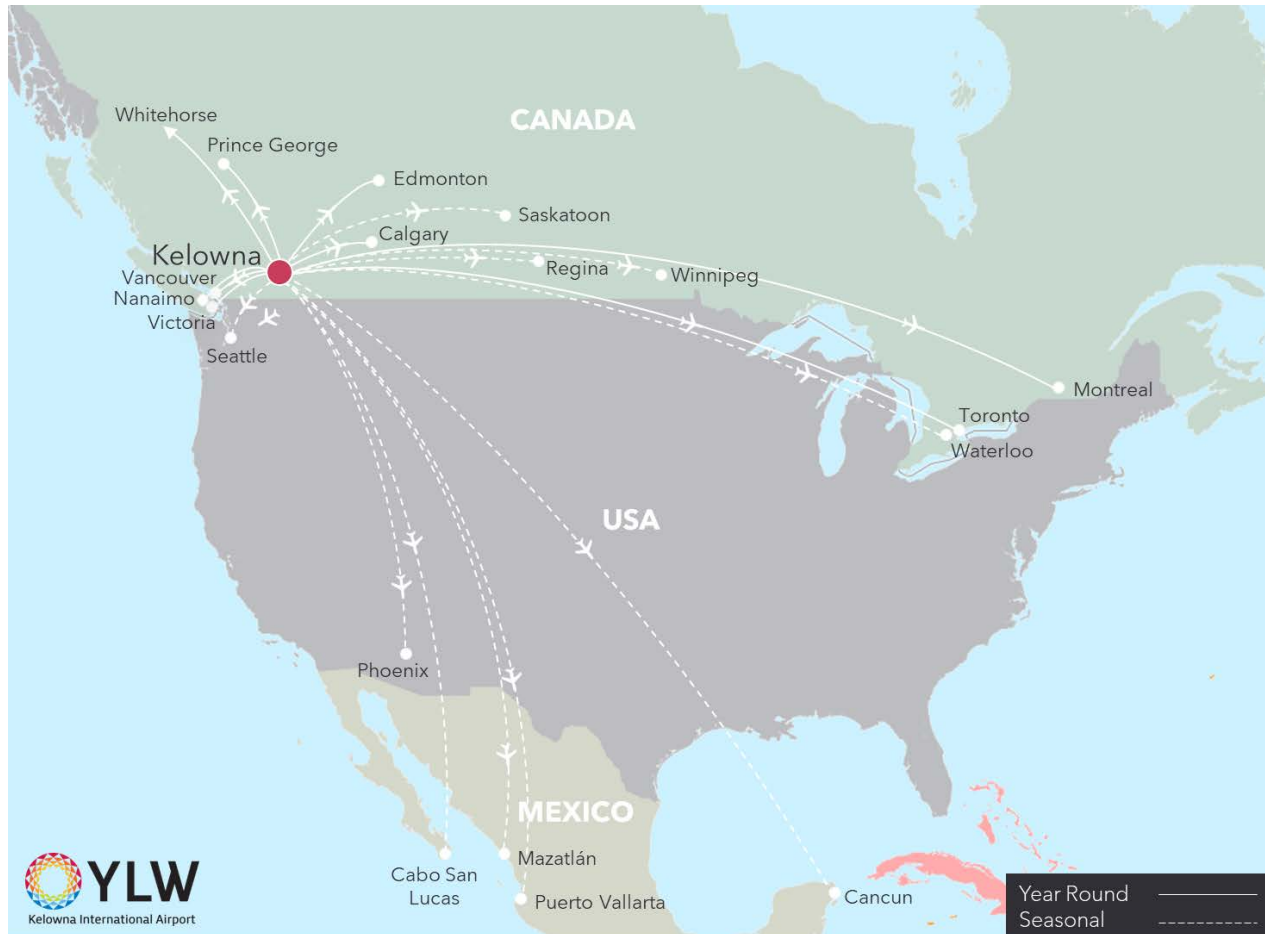 Whitehorse
CANADA
Prince George
Edmonton
Saskatoon
Calgary
Kelowna
Regina
Winnipeg
Vancouver
Nanaimo
Victoria
Seattle
Montreal
Toronto
Waterloo
USA
Phoenix
MEXICO
Mazatlán
Cabo San
Lucas
Puerto Vallarta
Cancun
YLW
Kelowna International Airport
Year Round
Seasonal